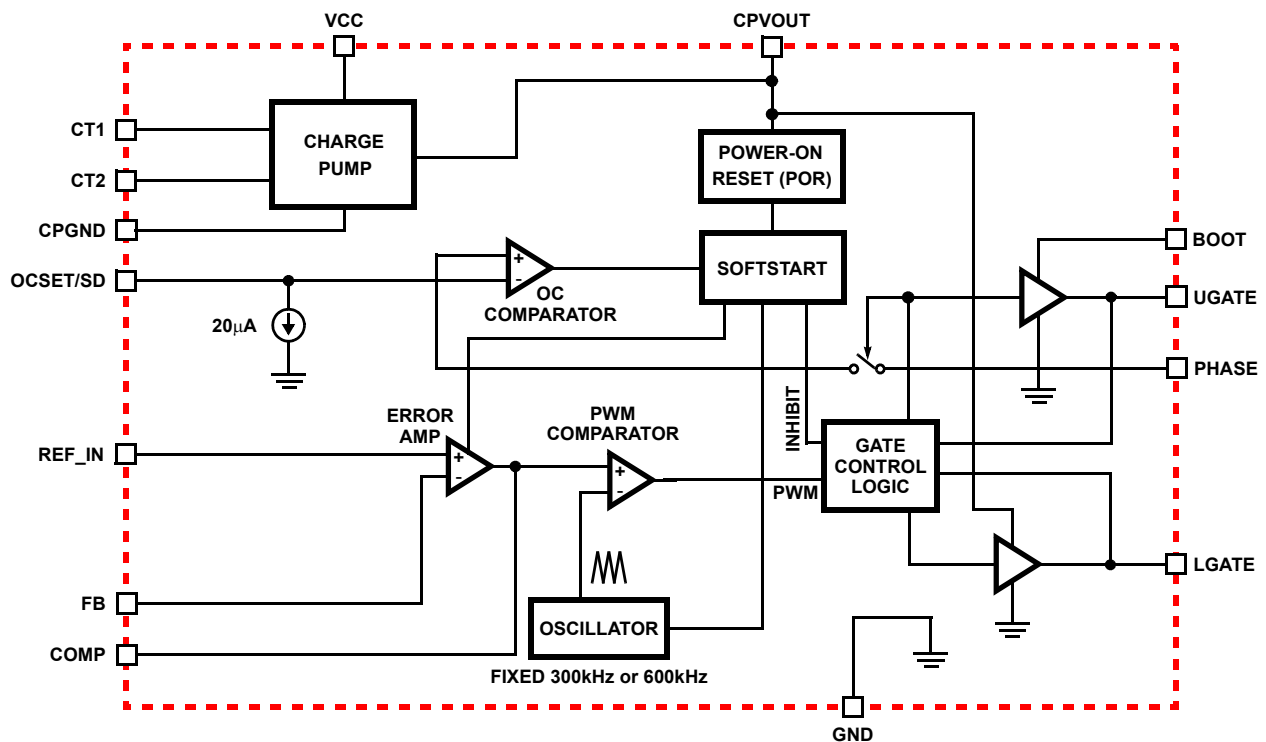 VCC
CPVOUT
CT1
CHARGE
PUMP
POWER-ON
RESET (POR)
CT2
CPGND
BOOT
OCSET/SD
+
-
OC
COMPARATOR
SOFTSTART
UGATE
20μA
PHASE
ERROR
AMP
PWM
COMPARATOR
INHIBIT
REF_IN
+
-
+
-
GATE
CONTROL
LOGIC
PWM
LGATE
FB
OSCILLATOR
COMP
FIXED 300kHz or 600kHz
GND